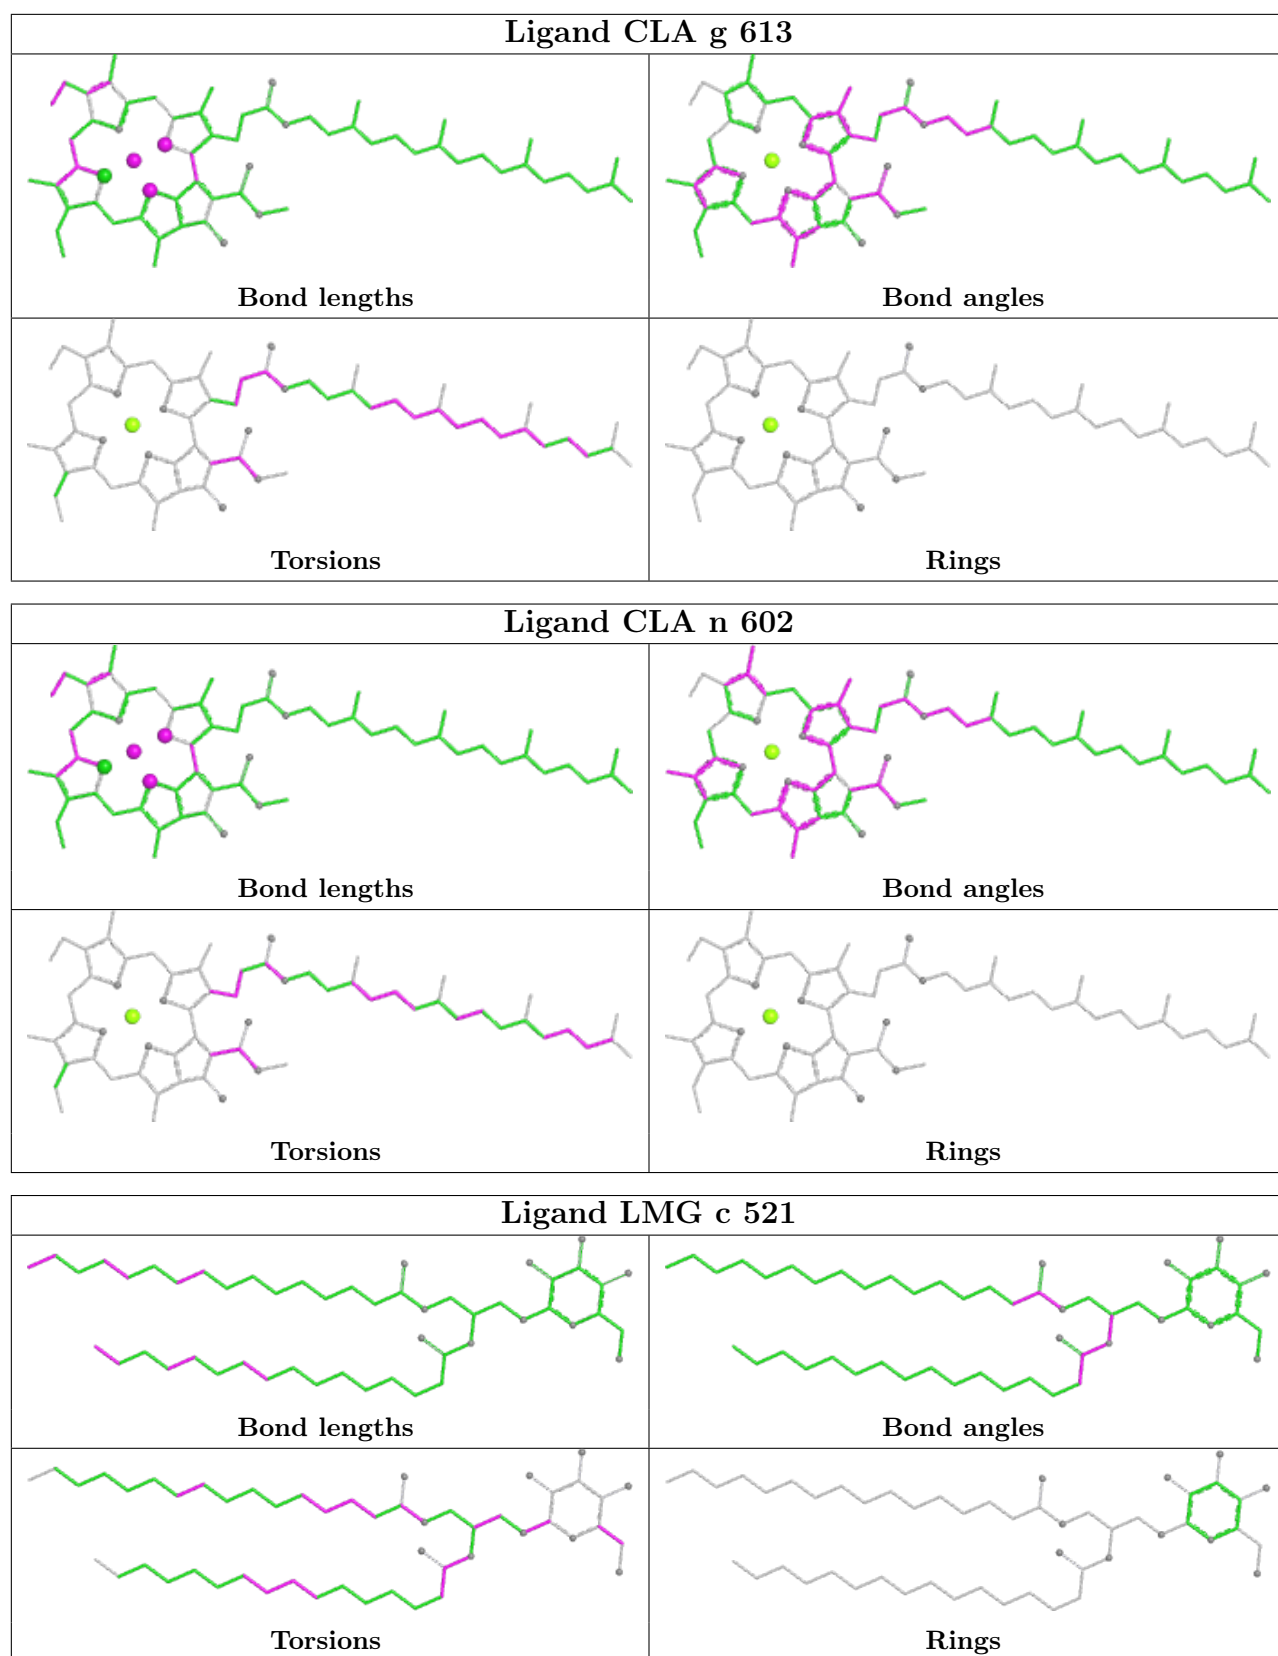 Ligand CLA g 613
Bond lengths
Bond angles
Torsions
Rings
Ligand CLA n 602
Bond lengths
Bond angles
Torsions
Rings
Ligand LMG c 521
Bond lengths
Bond angles
Torsions
Rings